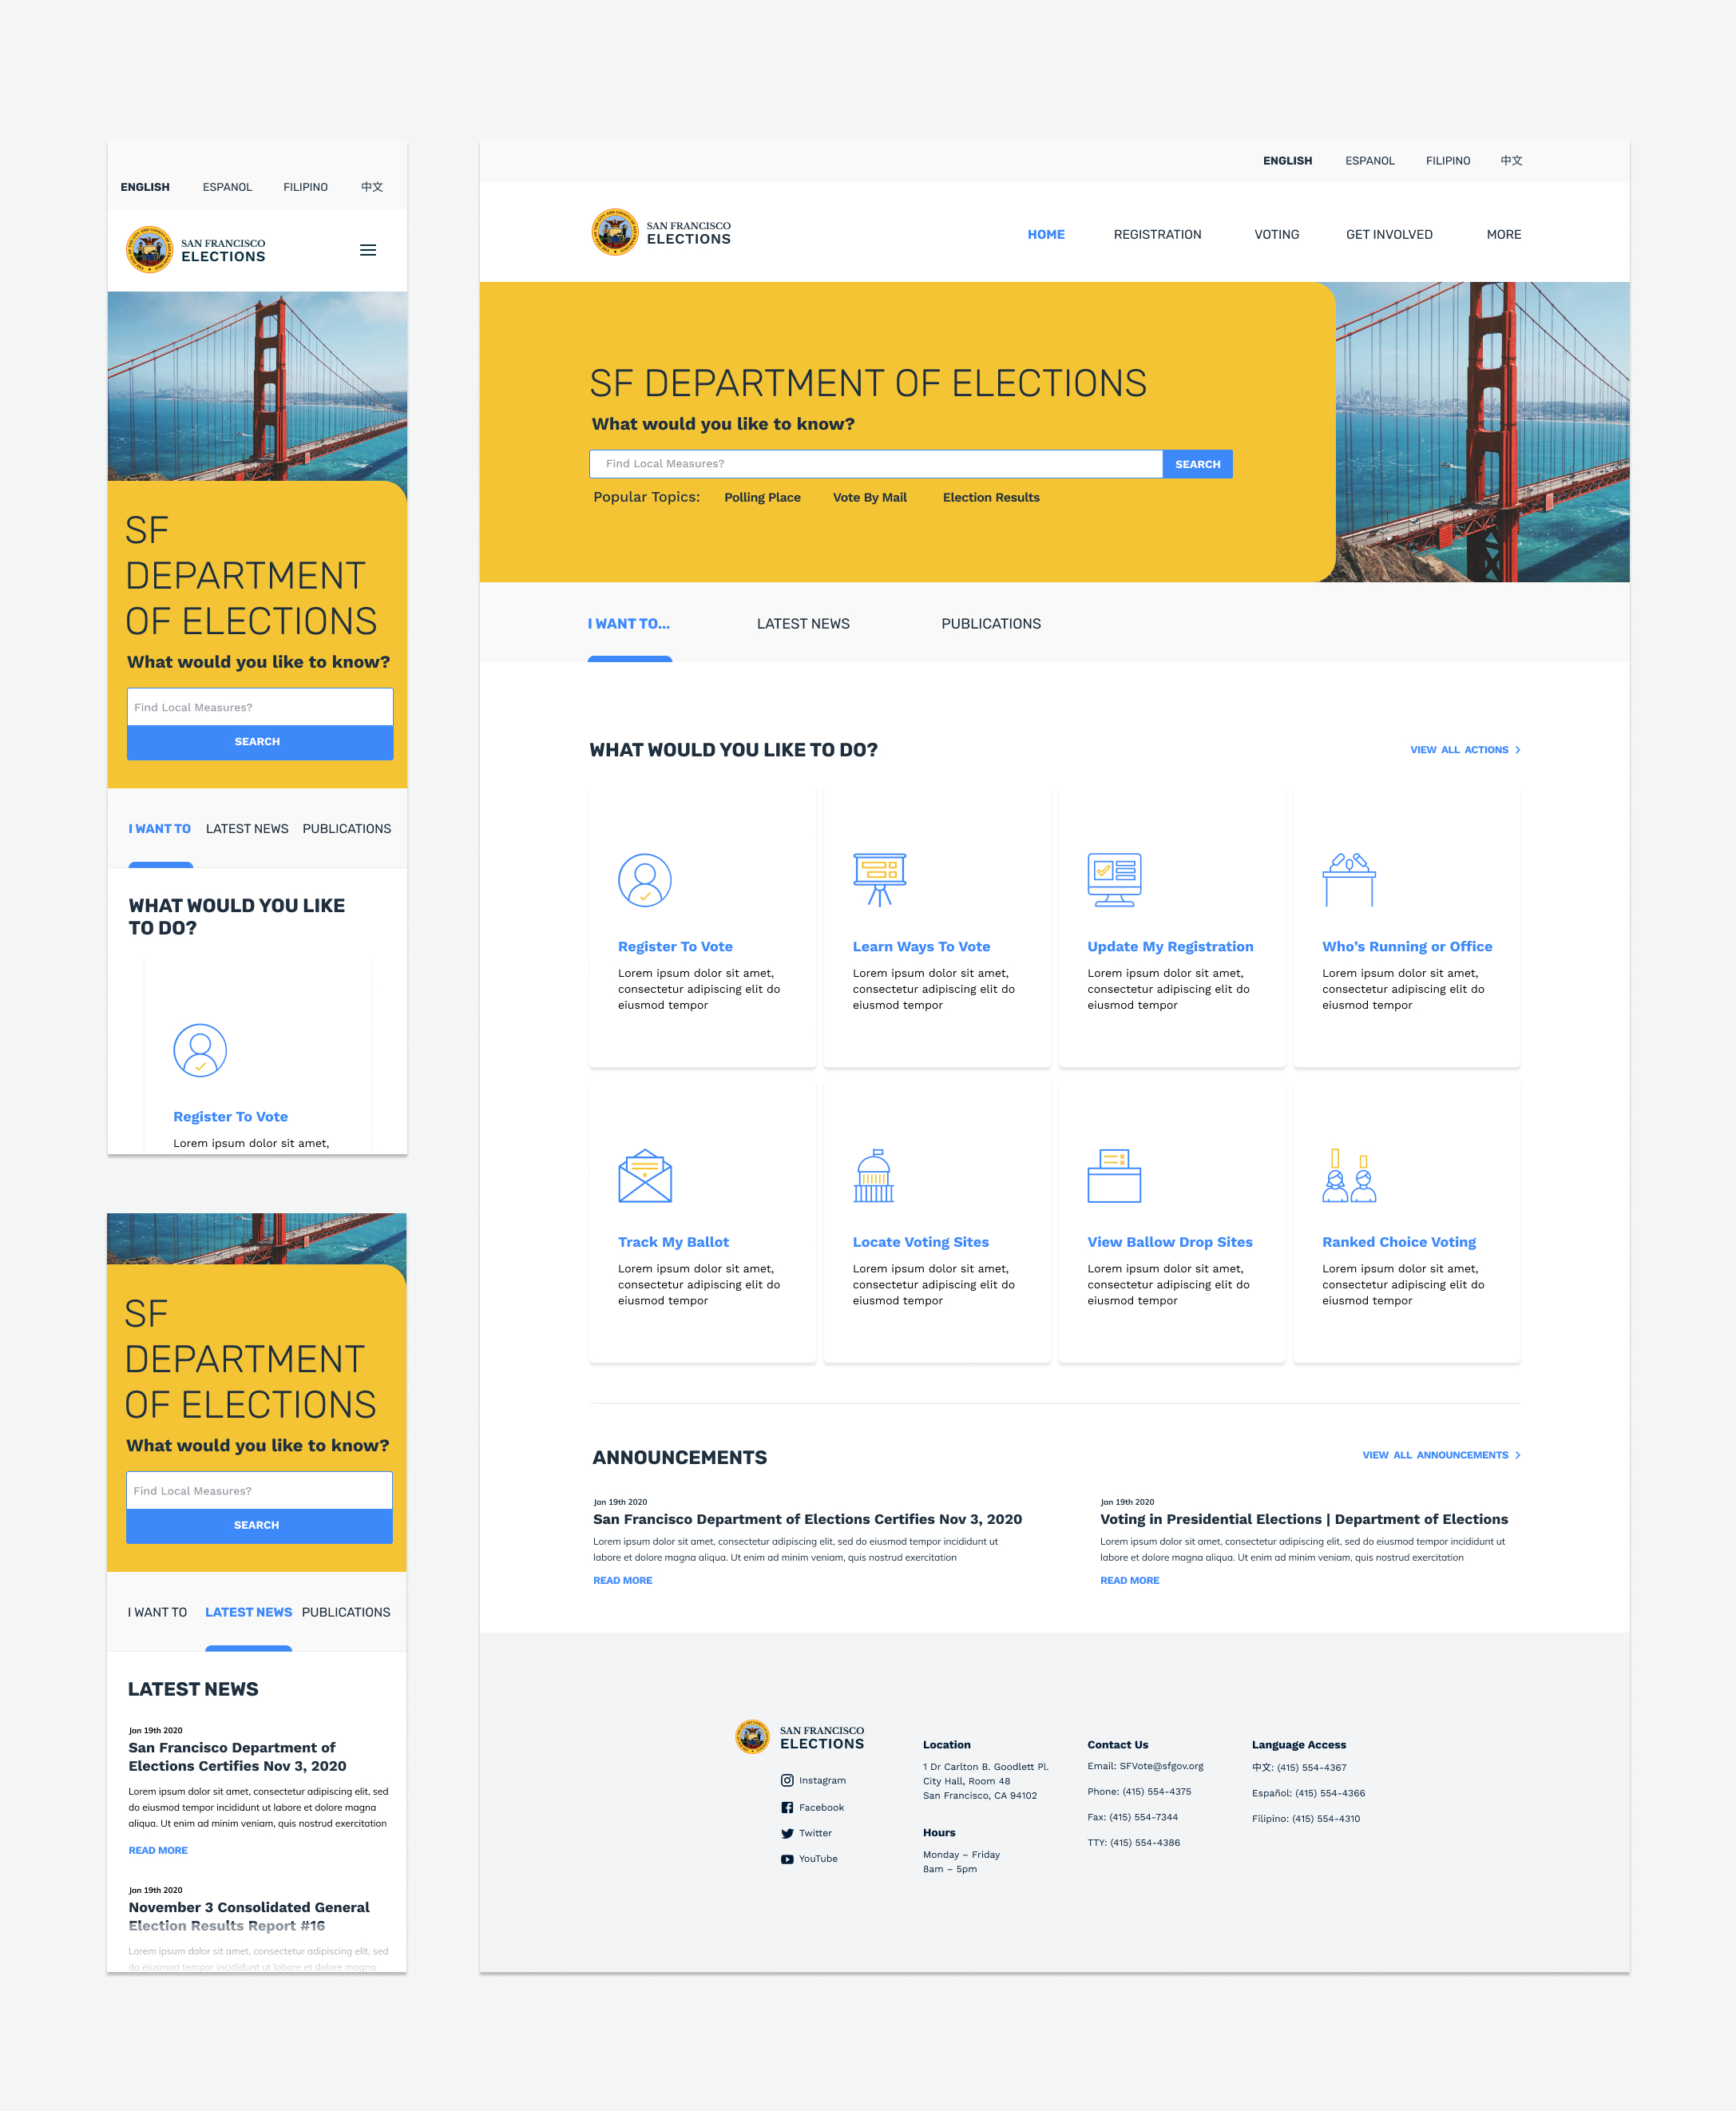 ENGLISH ESPANOL FILIPINO 中文
SAN FRANCISCO
ELECTIONS
SF
DEPARTMENT
OF ELECTIONS
What would you like to know?
Find Local Measures?
SEARCH
I WANT TO LATEST NEWS PUBLICATIONS
WHAT WOULD YOU LIKE
TO DO?
Register To Vote
Lorem ipsum dolor sit amet,
SF
DEPARTMENT
OF ELECTIONS
What would you like to know?
Find Local Measures?
SEARCH
I WANT TO LATEST NEWS PUBLICATIONS
LATEST NEWS
Jan 19th 2020
San Francisco Department of
Elections Certifies Nov 3, 2020
Lorem ipsum dolor sit amet, consectetur adipiscing elit, sed
do eiusmod tempor incididunt ut labore et dolore magna
aliqua. Ut enim ad minim veniam, quis nostrud exercitation
READ MORE
Jan 19th 2020
November 3 Consolidated General
Election Results Report #16
Lorem ipsum dolor sit amet, consectetur adipiscing elit, sed
do eiusmod tempor incididunt ut labore et dolore magna
ENGLISH ESPANOL FILIPINO 中文
SAN FRANCISCO
ELECTIONS
HOME REGISTRATION VOTING GET INVOLVED MORE
SF DEPARTMENT OF ELECTIONS
What would you like to know?
Find Local Measures? SEARCH
Popular Topics: Polling Place Vote By Mail Election Results
I WANT TO... LATEST NEWS PUBLICATIONS
WHAT WOULD YOU LIKE TO DO? VIEW ALL ACTIONS >
Register To Vote
Lorem ipsum dolor sit amet,
consectetur adipiscing elit do
eiusmod tempor
Learn Ways To Vote
Lorem ipsum dolor sit amet,
consectetur adipiscing elit do
eiusmod tempor
Update My Registration
Lorem ipsum dolor sit amet,
consectetur adipiscing elit do
eiusmod tempor
Who's Running or Office
Lorem ipsum dolor sit amet,
consectetur adipiscing elit do
eiusmod tempor
Track My Ballot
Lorem ipsum dolor sit amet,
consectetur adipiscing elit do
eiusmod tempor
Locate Voting Sites
Lorem ipsum dolor sit amet,
consectetur adipiscing elit do
eiusmod tempor
View Ballow Drop Sites
Lorem ipsum dolor sit amet,
consectetur adipiscing elit do
eiusmod tempor
Ranked Choice Voting
Lorem ipsum dolor sit amet,
consectetur adipiscing elit do
eiusmod tempor
ANNOUNCEMENTS VIEW ALL ANNOUNCEMENTS >
Jan 19th 2020
San Francisco Department of Elections Certifies Nov 3, 2020
Lorem ipsum dolor sit amet, consectetur adipiscing elit, sed do eiusmod tempor incididunt ut
labore et dolore magna aliqua. Ut enim ad minim veniam, quis nostrud exercitation
READ MORE
Jan 19th 2020
Voting in Presidential Elections | Department of Elections
Lorem ipsum dolor sit amet, consectetur adipiscing elit, sed do eiusmod tempor incididunt ut
labore et dolore magna aliqua. Ut enim ad minim veniam, quis nostrud exercitation
READ MORE
SAN FRANCISCO
ELECTIONS
Instagram
Facebook
Twitter
YouTube
Location
1 Dr Carlton B. Goodlett Pl.
City Hall, Room 48
San Francisco, CA 94102
Hours
Monday – Friday
8am – 5pm
Contact Us
Email: SFVote@sfgov.org
Phone: (415) 554-4375
Fax: (415) 554-7344
TTY: (415) 554-4386
Language Access
中文: (415) 554-4367
Español: (415) 554-4366
Filipino: (415) 554-4310